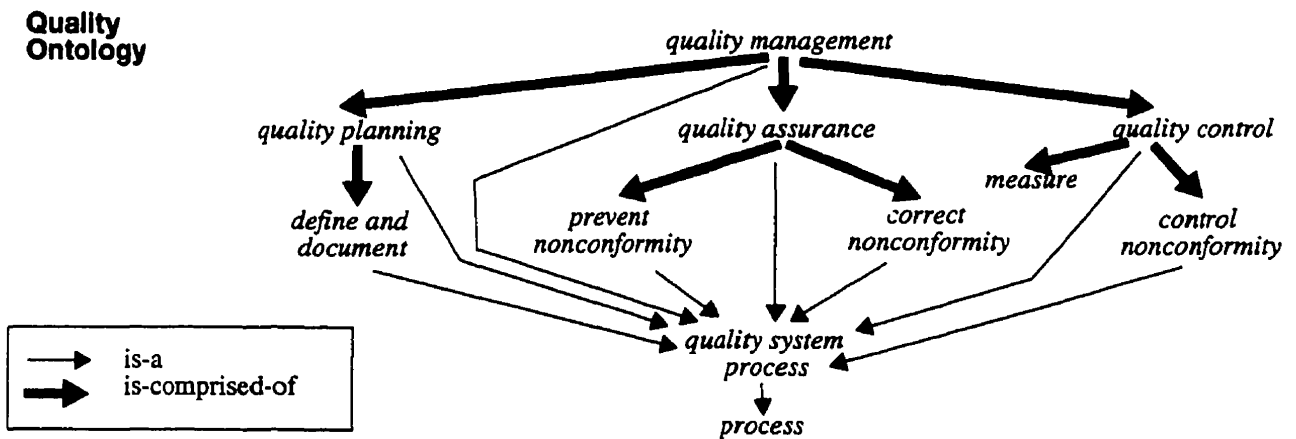 Quality
Ontology
quality management
quality planning
quality assurance
quality control
measure
define and
document
prevent
nonconformity
correct
nonconformity
control
nonconformity
is-a
is-comprised-of
quality system
process
process